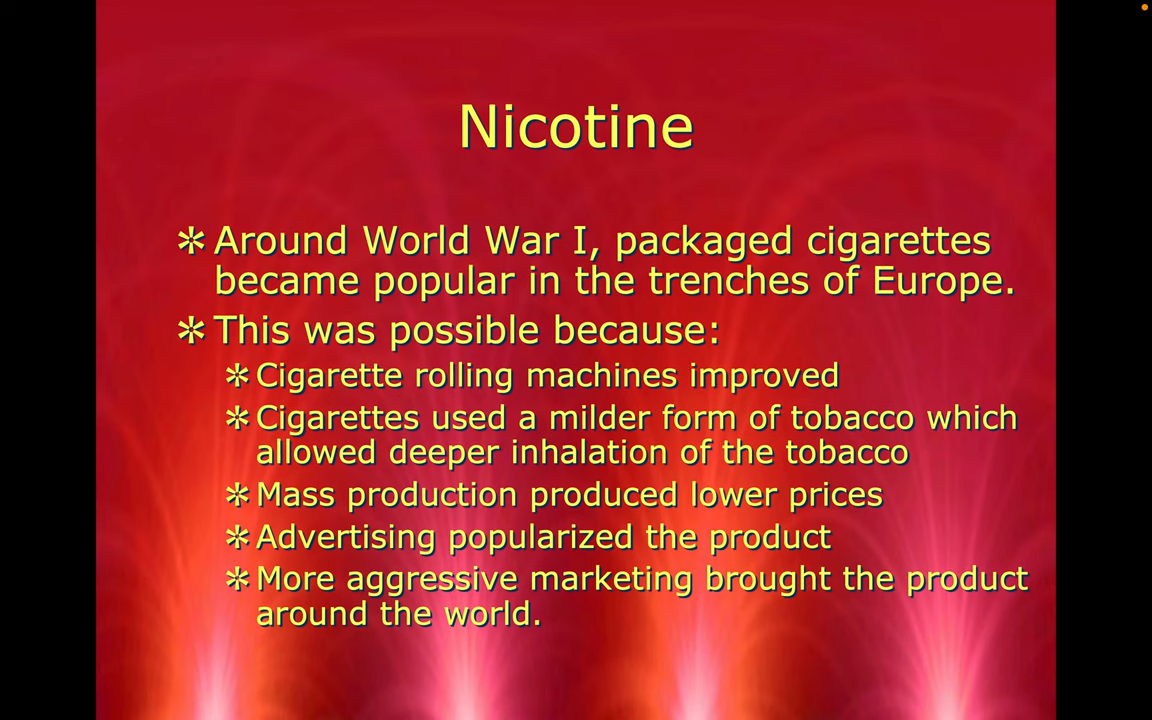 Nicotine
✲ Around World War I, packaged cigarettes
became popular in the trenches of Europe.
✲ This was possible because:
✲ Cigarette rolling machines improved
✲ Cigarettes used a milder form of tobacco which
allowed deeper inhalation of the tobacco
✲ Mass production produced lower prices
✲ Advertising popularized the product
✲ More aggressive marketing brought the product
around the world.